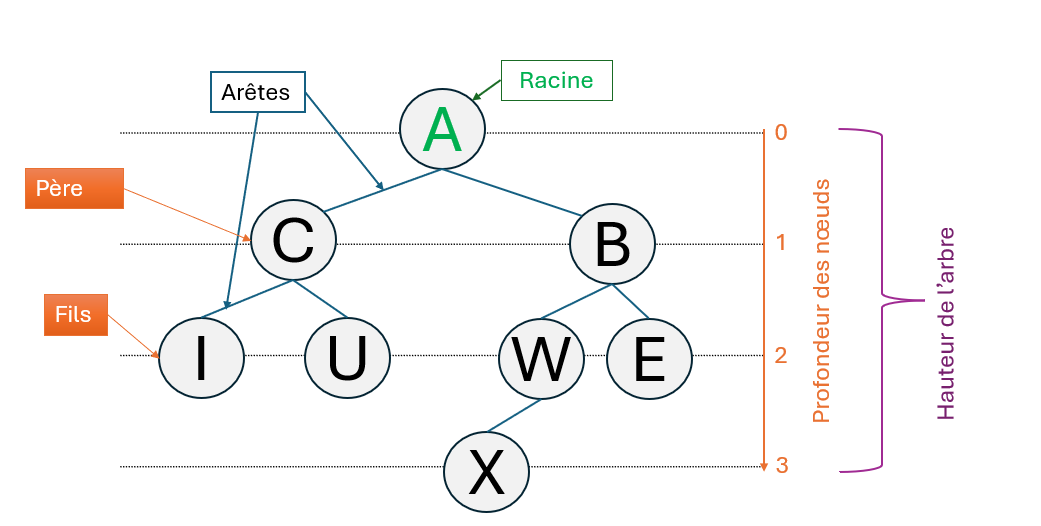 Racine
Arêtes
A
0
Père
C
B
1
Fils
I
U
W
E
2
X
3
Profondeur des nœuds
Hauteur de l'arbre